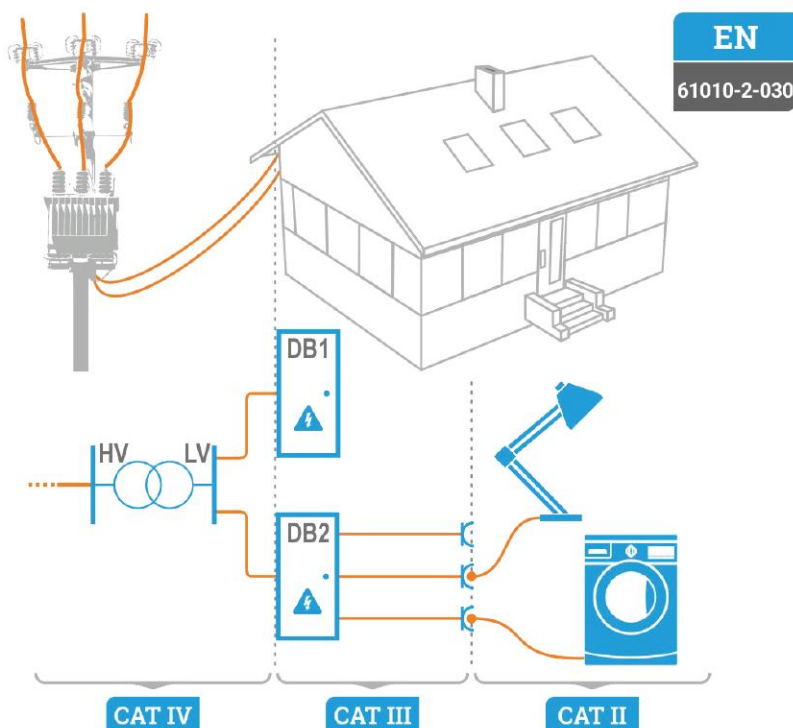 EN
61010-2-030
DB1
HV
LV
DB2
CAT IV
CAT III
CAT II